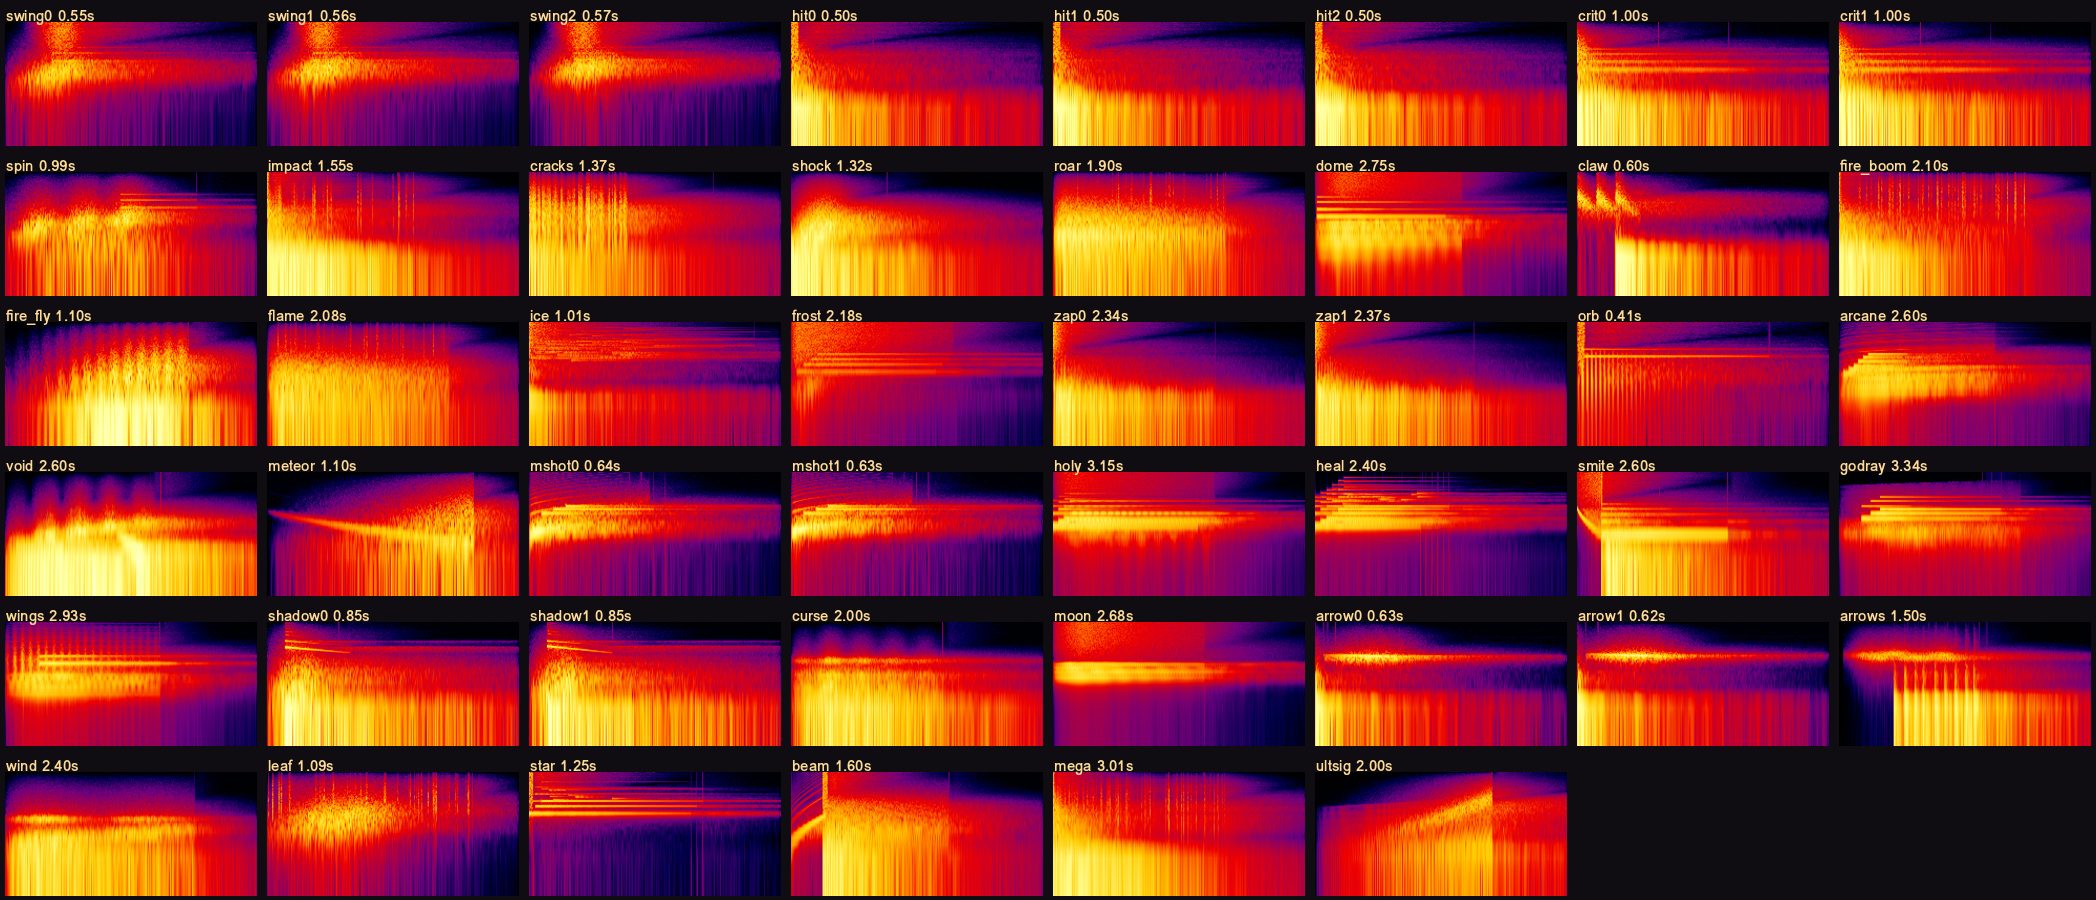 swing0 0.55s
swing1 0.56s
swing2 0.57s
hit0 0.50s
hit1 0.50s
hit2 0.50s
crit0 1.00s
crit1 1.00s
spin 0.99s
impact 1.55s
cracks 1.37s
shock 1.32s
roar 1.90s
dome 2.75s
claw 0.60s
fire_boom 2.10s
fire_fly 1.10s
flame 2.08s
ice 1.01s
frost 2.18s
zap0 2.34s
zap1 2.37s
orb 0.41s
arcane 2.60s
void 2.60s
meteor 1.10s
mshot0 0.64s
mshot1 0.63s
holy 3.15s
heal 2.40s
smite 2.60s
godray 3.34s
wings 2.93s
shadow0 0.85s
shadow1 0.85s
curse 2.00s
moon 2.68s
arrow0 0.63s
arrow1 0.62s
arrows 1.50s
wind 2.40s
leaf 1.09s
star 1.25s
beam 1.60s
mega 3.01s
ultsig 2.00s